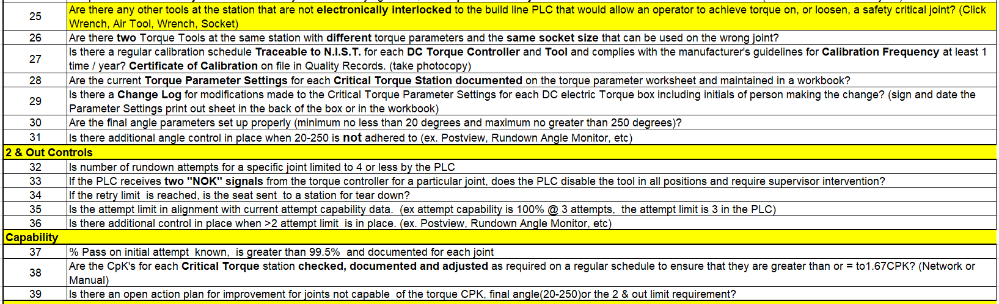 25
Are there any other tools at the station that are not electronically interlocked to the build line PLC that would allow an operator to achieve torque on, or loosen, a safety critical joint? (Click
Wrench, Air Tool, Wrench, Socket)
26
Are there two Torque Tools at the same station with different torque parameters and the same socket size that can be used on the wrong joint?
27
Is there a regular calibration schedule Traceable to N.I.S.T. for each DC Torque Controller and Tool and complies with the manufacturer's guidelines for Calibration Frequency at least 1
time / year? Certificate of Calibration on file in Quality Records. (take photocopy)
28
Are the current Torque Parameter Settings for each Critical Torque Station documented on the torque parameter worksheet and maintained in a workbook?
29
Is there a Change Log for modifications made to the Critical Torque Parameter Settings for each DC electric Torque box including initials of person making the change? (sign and date the
Parameter Settings print out sheet in the back of the box or in the workbook)
30
Are the final angle parameters set up properly (minimum no less than 20 degrees and maximum no greater than 250 degrees)?
31
Is there additional angle control in place when 20-250 is not adhered to (ex. Postview, Rundown Angle Monitor, etc)
2 & Out Controls
32
Is number of rundown attempts for a specific joint limited to 4 or less by the PLC
33
If the PLC receives two "NOK" signals from the torque controller for a particular joint, does the PLC disable the tool in all positions and require supervisor intervention?
34
If the retry limit  is reached, is the seat sent  to a station for tear down?
35
Is the attempt limit in alignment with current attempt capability data.  (ex attempt capability is 100% @ 3 attempts,  the attempt limit is 3 in the PLC)
36
Is there additional control in place when >2 attempt limit  is in place. (ex. Postview, Rundown Angle Monitor, etc)
Capability
37
% Pass on initial attempt  known,  is greater than 99.5%  and documented for each joint
38
Are the CpK's for each Critical Torque station checked, documented and adjusted as required on a regular schedule to ensure that they are greater than or = to1.67CPK? (Network or
Manual)
39
Is there an open action plan for improvement for joints not capable  of the torque CPK, final angle(20-250)or the 2 & out limit requirement?